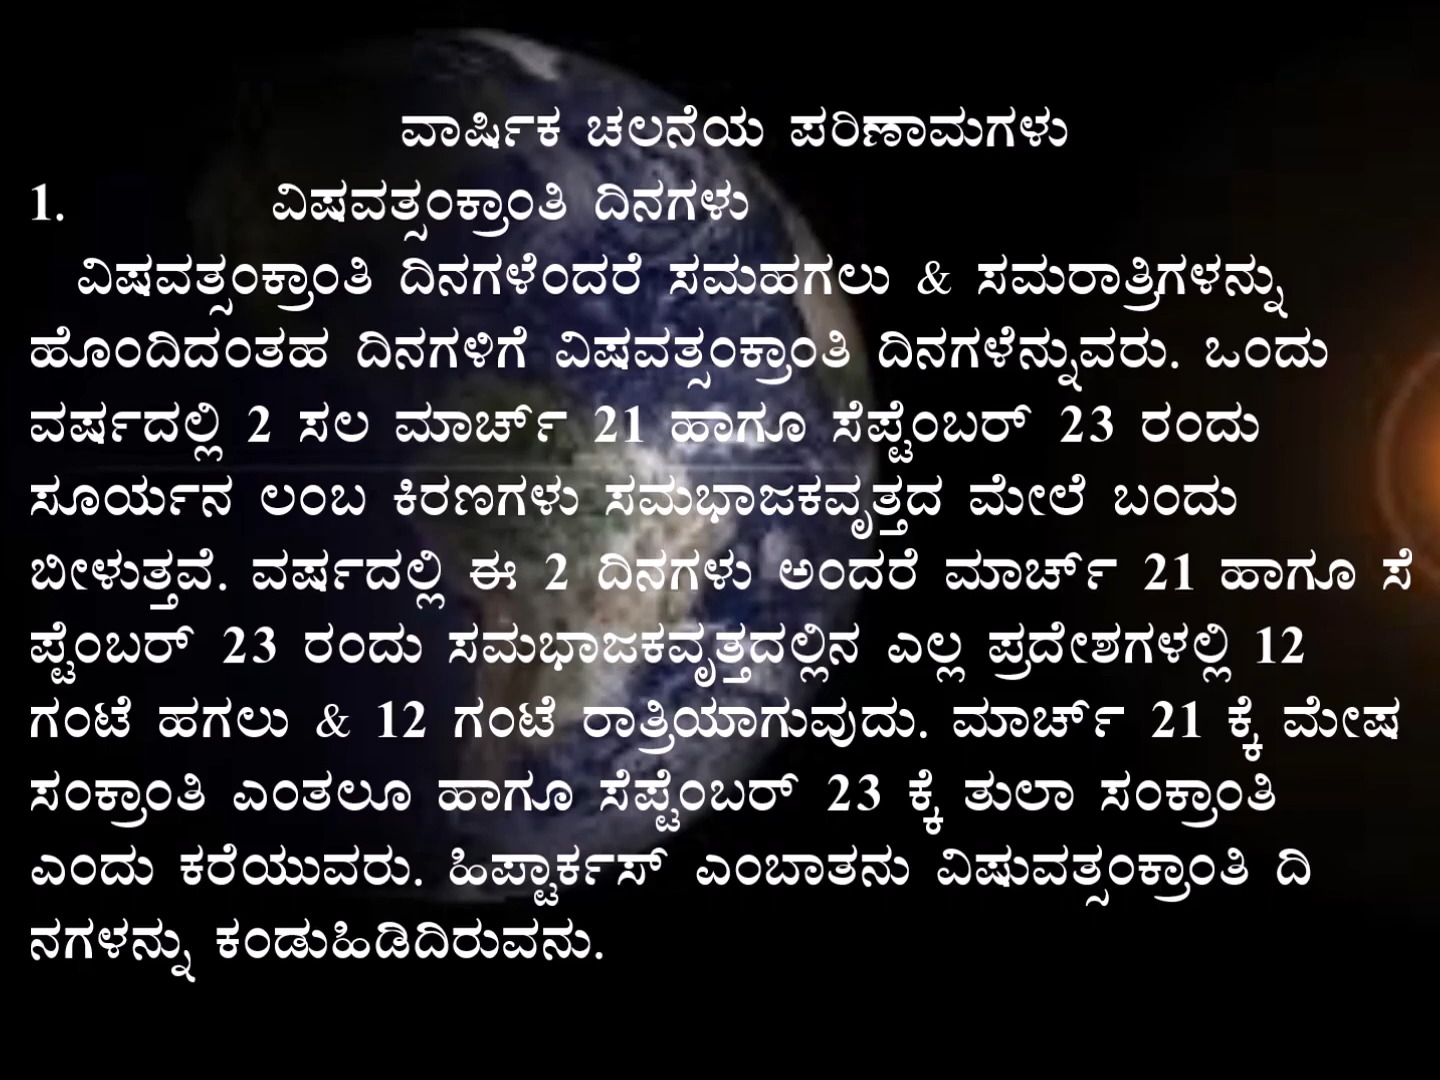 ವಾರ್ಷಿಕ ಚಲನೆಯ ಪರಿಣಾಮಗಳು
1. ವಿಷವತ್ಸಂಕ್ರಾಂತಿ ದಿನಗಳು
ವಿಷವತ್ಸಂಕ್ರಾಂತಿ ದಿನಗಳೆಂದರೆ ಸಮಹಗಲು & ಸಮರಾತ್ರಿಗಳನ್ನು
ಹೊಂದಿದಂತಹ ದಿನಗಳಿಗೆ ವಿಷವತ್ಸಂಕ್ರಾಂತಿ ದಿನಗಳೆನ್ನುವರು. ಒಂದು
ವರ್ಷದಲ್ಲಿ 2 ಸಲ ಮಾರ್ಚ್ 21 ಹಾಗೂ ಸೆಪ್ಟೆಂಬರ್ 23 ರಂದು
ಸೂರ್ಯನ ಲಂಬ ಕಿರಣಗಳು ಸಮಭಾಜಕವೃತ್ತದ ಮೇಲೆ ಬಂದು
ಬೀಳುತ್ತವೆ. ವರ್ಷದಲ್ಲಿ ಈ 2 ದಿನಗಳು ಅಂದರೆ ಮಾರ್ಚ್ 21 ಹಾಗೂ ಸೆ
ಪ್ಟೆಂಬರ್ 23 ರಂದು ಸಮಭಾಜಕವೃತ್ತದಲ್ಲಿನ ಎಲ್ಲ ಪ್ರದೇಶಗಳಲ್ಲಿ 12
ಗಂಟೆ ಹಗಲು & 12 ಗಂಟೆ ರಾತ್ರಿಯಾಗುವುದು. ಮಾರ್ಚ್ 21 ಕ್ಕೆ ಮೇಷ
ಸಂಕ್ರಾಂತಿ ಎಂತಲೂ ಹಾಗೂ ಸೆಪ್ಟೆಂಬರ್ 23 ಕ್ಕೆ ತುಲಾ ಸಂಕ್ರಾಂತಿ
ಎಂದು ಕರೆಯುವರು. ಹಿಪ್ಟಾರ್ಕಸ್ ಎಂಬಾತನು ವಿಷುವತ್ಸಂಕ್ರಾಂತಿ ದಿ
ನಗಳನ್ನು ಕಂಡುಹಿಡಿದಿರುವನು.